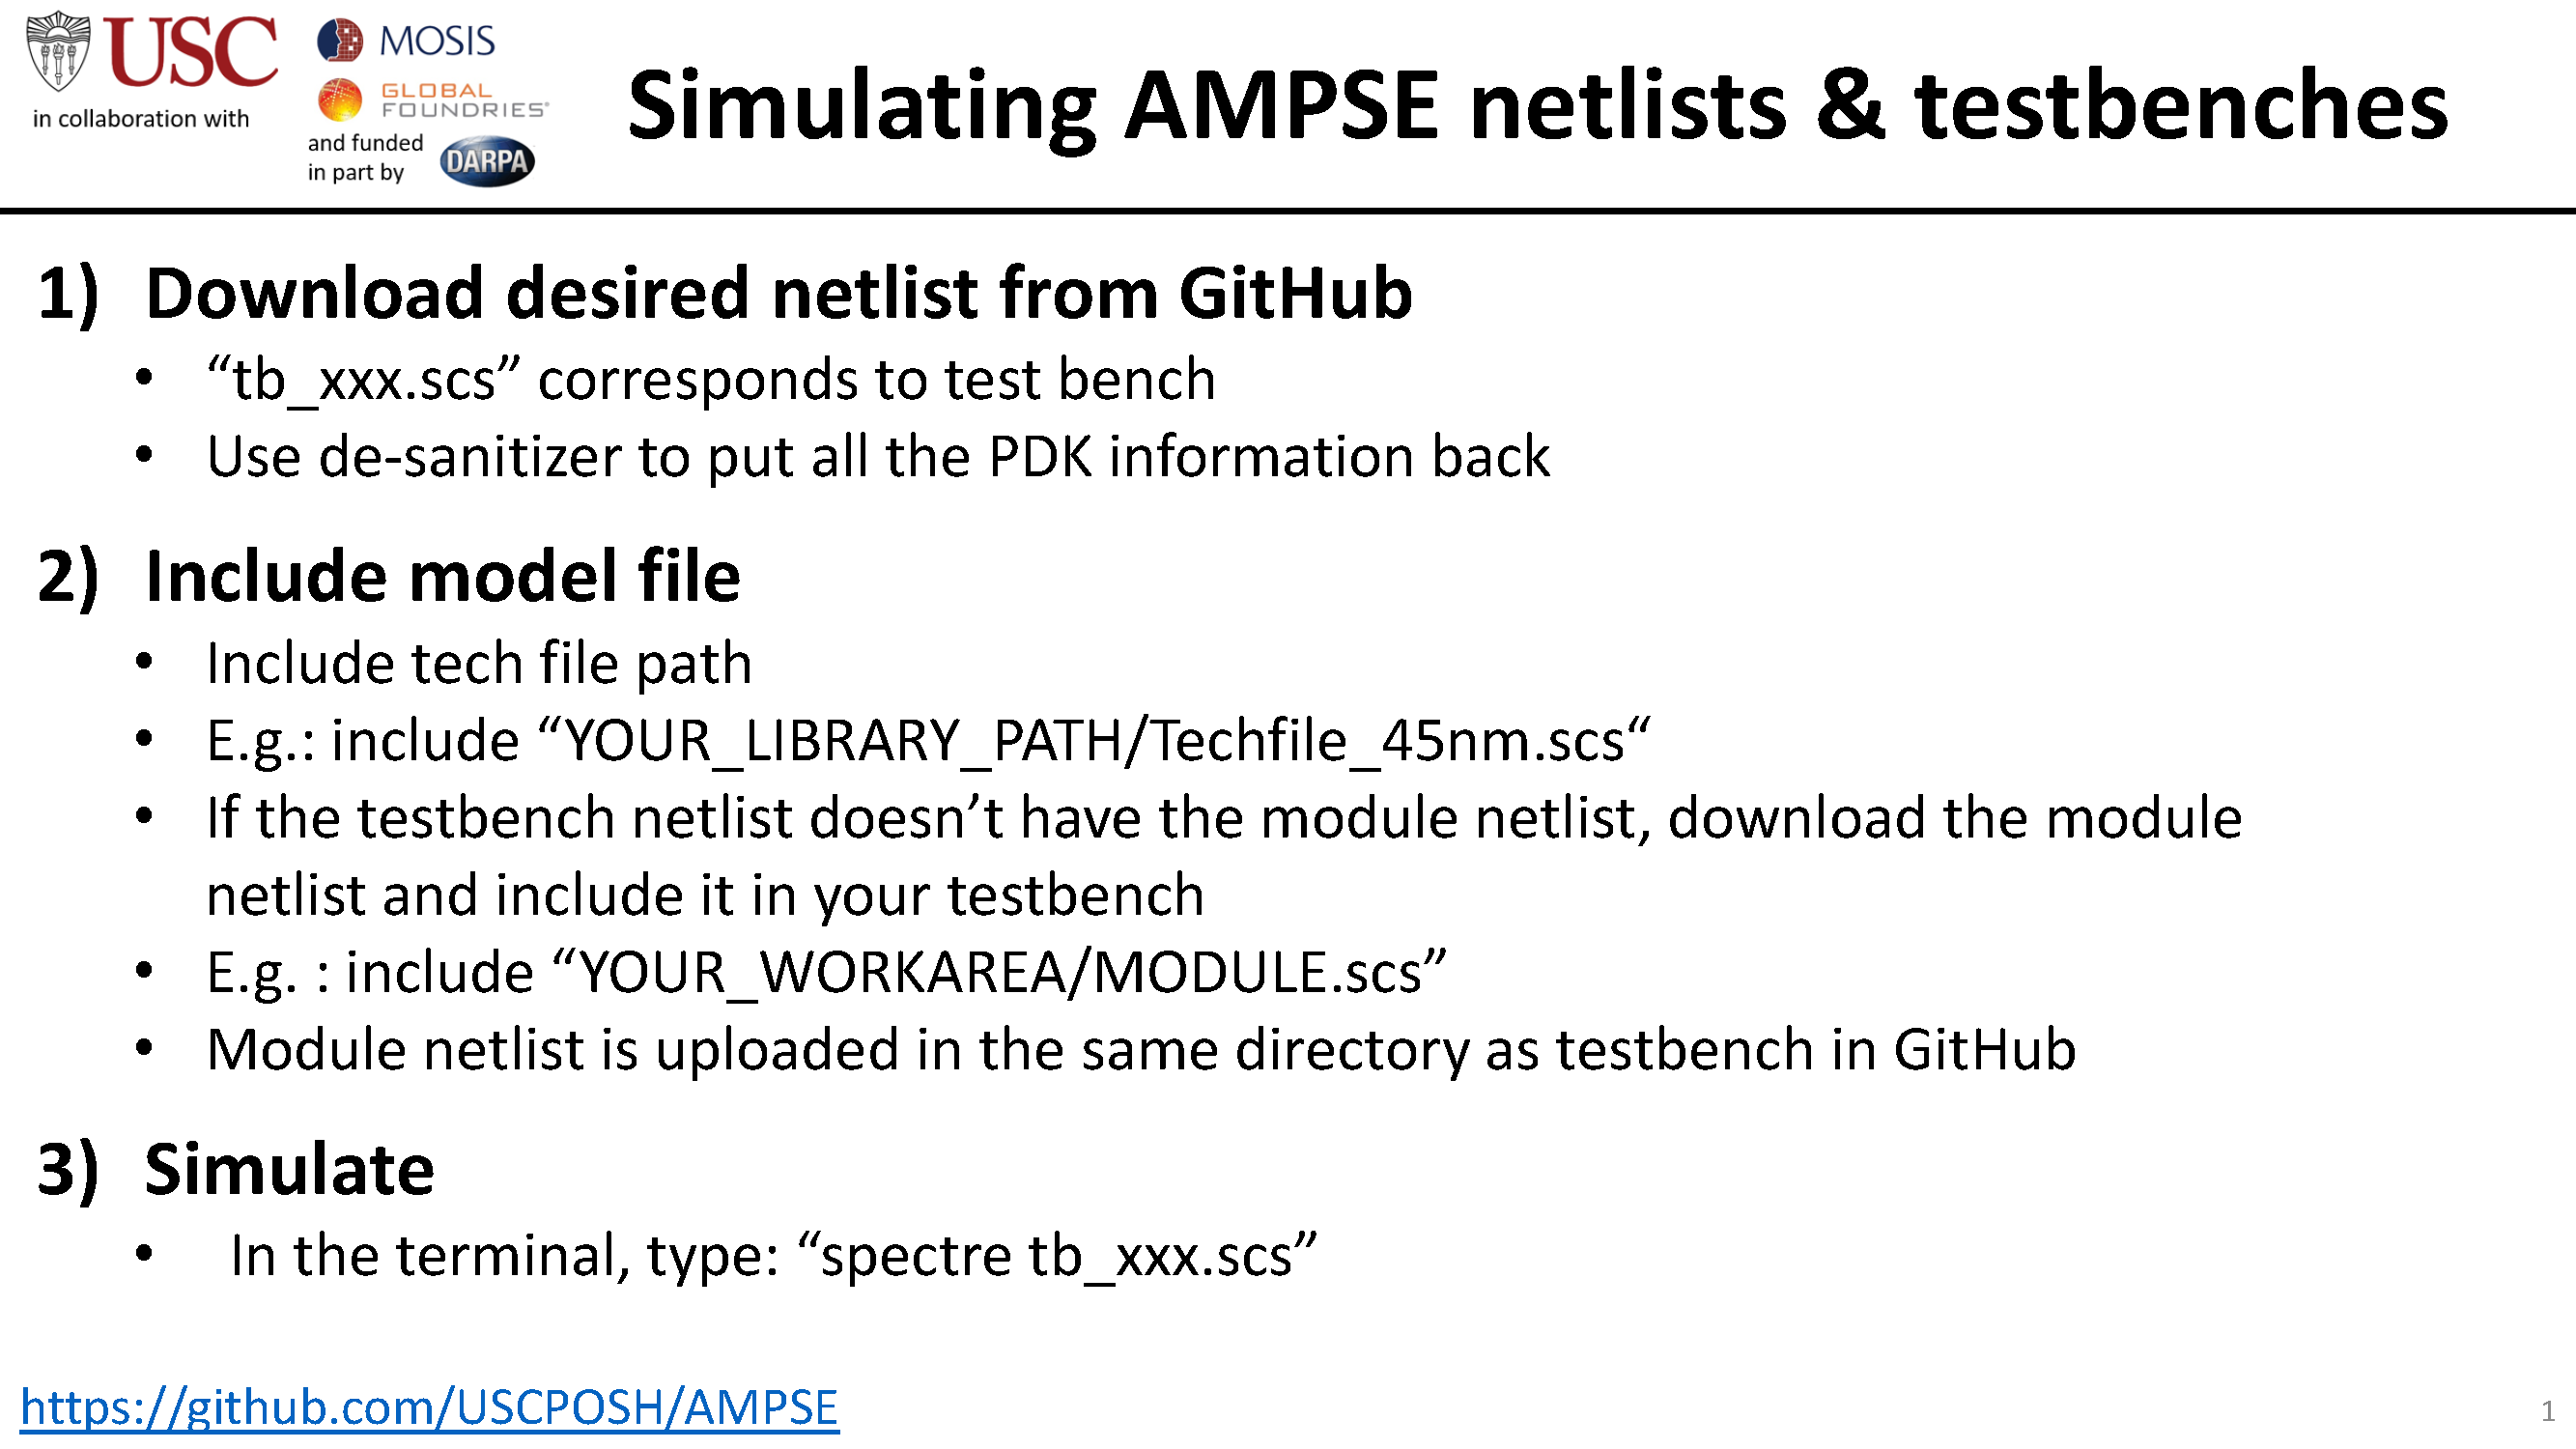 USC
MOSIS
GLOBAL
FOUNDRIES®
in collaboration with
and funded
in part by
DARPA
Simulating AMPSE netlists & testbenches
1) Download desired netlist from GitHub
• “tb_xxx.scs” corresponds to test bench
• Use de-sanitizer to put all the PDK information back
2) Include model file
• Include tech file path
• E.g.: include “YOUR_LIBRARY_PATH/Techfile_45nm.scs“
• If the testbench netlist doesn’t have the module netlist, download the module
netlist and include it in your testbench
• E.g. : include “YOUR_WORKAREA/MODULE.scs”
• Module netlist is uploaded in the same directory as testbench in GitHub
3) Simulate
• In the terminal, type: “spectre tb_xxx.scs”
https://github.com/USCPOSH/AMPSE
1